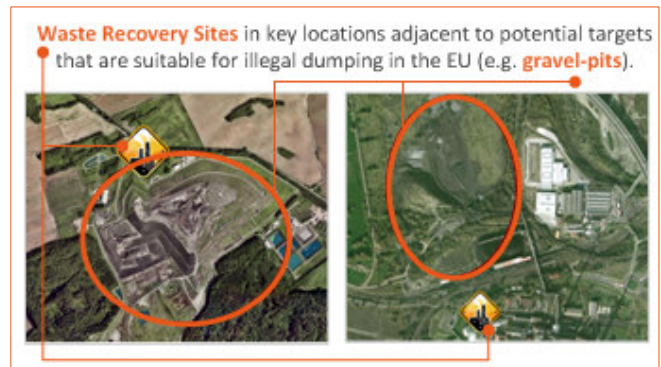 Waste Recovery Sites in key locations adjacent to potential targets
that are suitable for illegal dumping in the EU (e.g. gravel-pits).